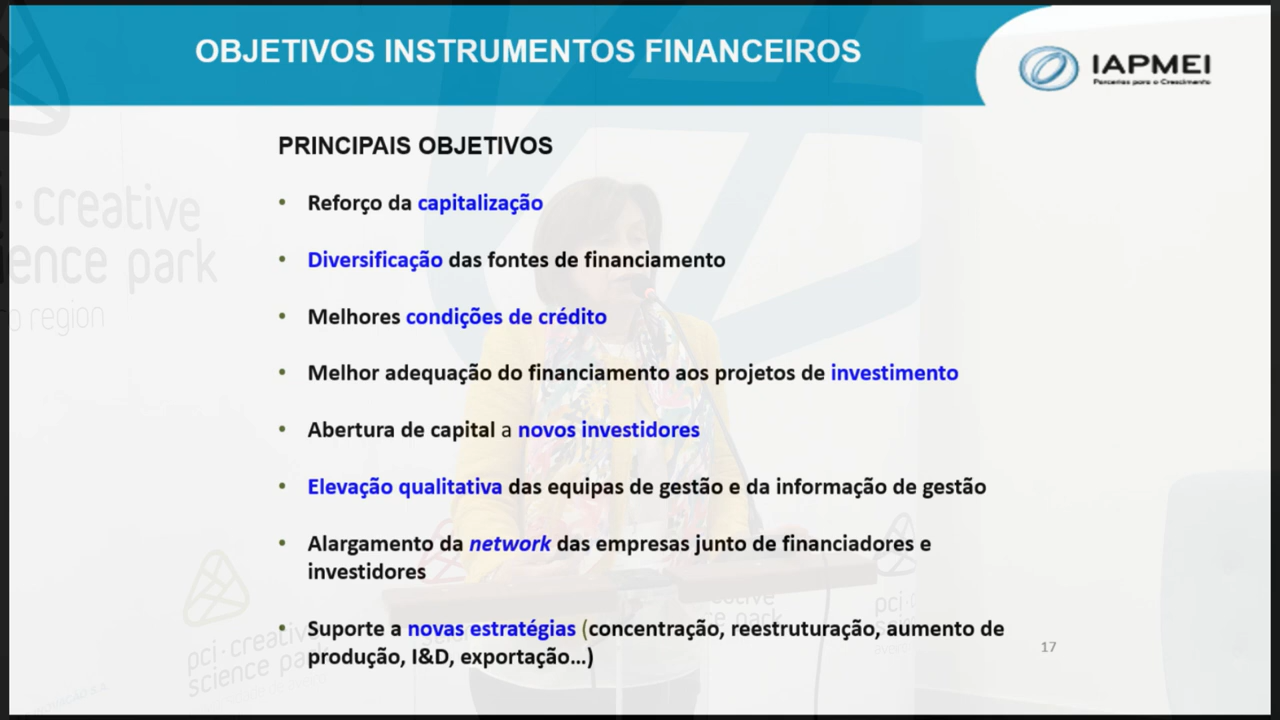 OBJETIVOS INSTRUMENTOS FINANCEIROS
IAPMEI
Parcerias para o Crescimento
PRINCIPAIS OBJETIVOS
• Reforço da capitalização
• Diversificação das fontes de financiamento
• Melhores condições de crédito
• Melhor adequação do financiamento aos projetos de investimento
• Abertura de capital a novos investidores
• Elevação qualitativa das equipas de gestão e da informação de gestão
• Alargamento da network das empresas junto de financiadores e
investidores
• Suporte a novas estratégias (concentração, reestruturação, aumento de
produção, I&D, exportação...)
17
· creative
science park
region
pci · creative
science park
pci ·